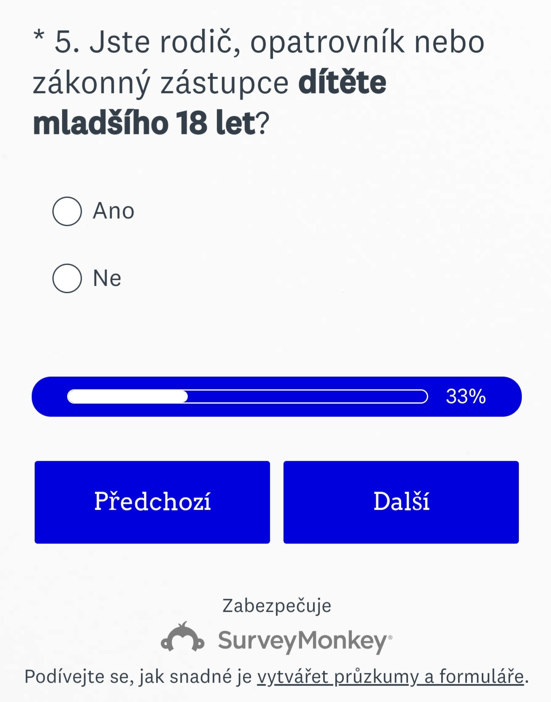 * 5. Jste rodič, opatrovník nebo
zákonný zástupce dítěte
mladšího 18 let?
Ano
Ne
33%
Předchozí
Další
Zabezpečuje
SurveyMonkey®
Podívejte se, jak snadné je vytvářet průzkumy a formuláře.